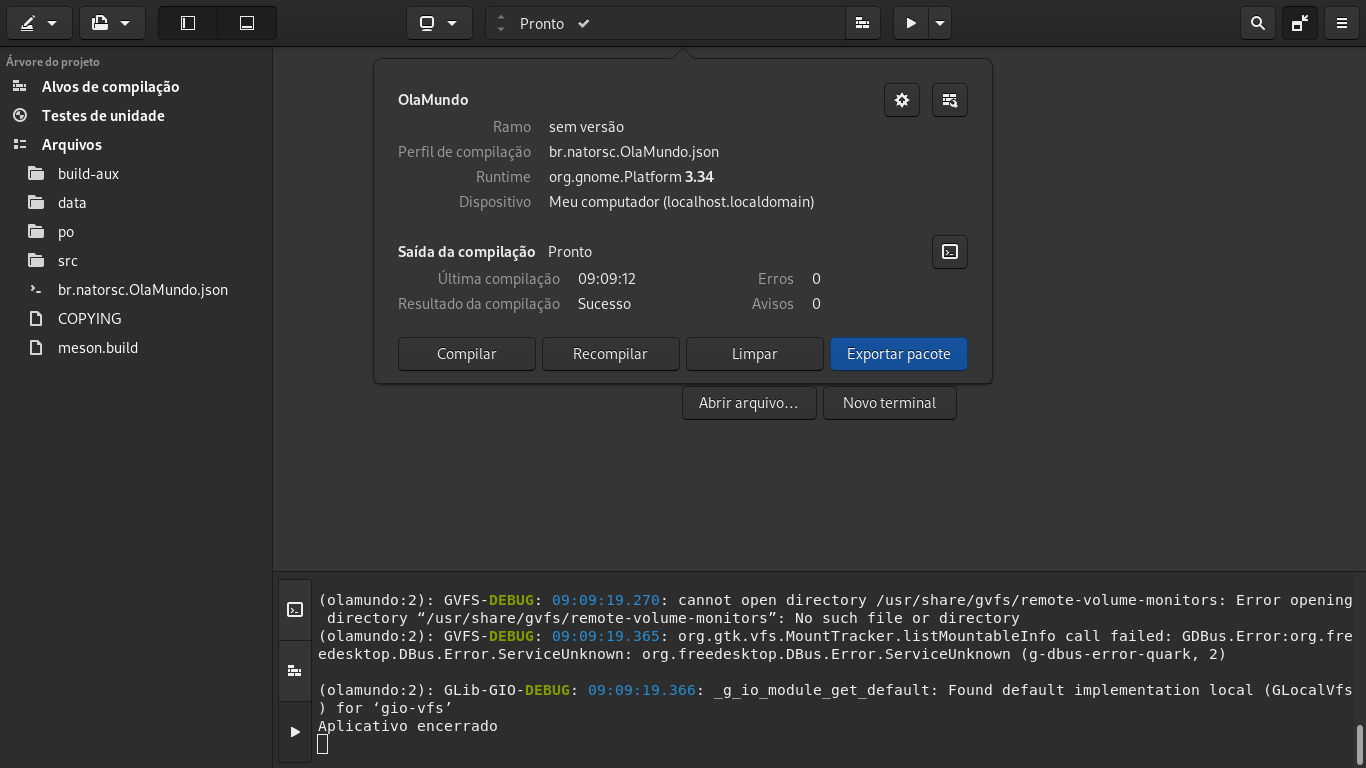 Pronto
Árvore do projeto
Alvos de compilação
Testes de unidade
Arquivos
build-aux
data
po
src
br.natorsc.OlaMundo.json
COPYING
meson.build
OlaMundo
Ramo sem versão
Perfil de compilação br.natorsc.OlaMundo.json
Runtime org.gnome.Platform 3.34
Dispositivo Meu computador (localhost.localdomain)
Saída da compilação Pronto
Última compilação 09:09:12 Erros 0
Resultado da compilação Sucesso Avisos 0
Compilar Recompilar Limpar Exportar pacote
Abrir arquivo… Novo terminal
(olamundo:2): GVFS-DEBUG: 09:09:19.270: cannot open directory /usr/share/gvfs/remote-volume-monitors: Error opening
directory “/usr/share/gvfs/remote-volume-monitors”: No such file or directory
(olamundo:2): GVFS-DEBUG: 09:09:19.365: org.gtk.vfs.MountTracker.listMountableInfo call failed: GDBus.Error:org.fre
edesktop.DBus.Error.ServiceUnknown: org.freedesktop.DBus.Error.ServiceUnknown (g-dbus-error-quark, 2)
(olamundo:2): GLib-GIO-DEBUG: 09:09:19.366: _g_io_module_get_default: Found default implementation local (GLocalVfs
) for ‘gio-vfs’
Aplicativo encerrado